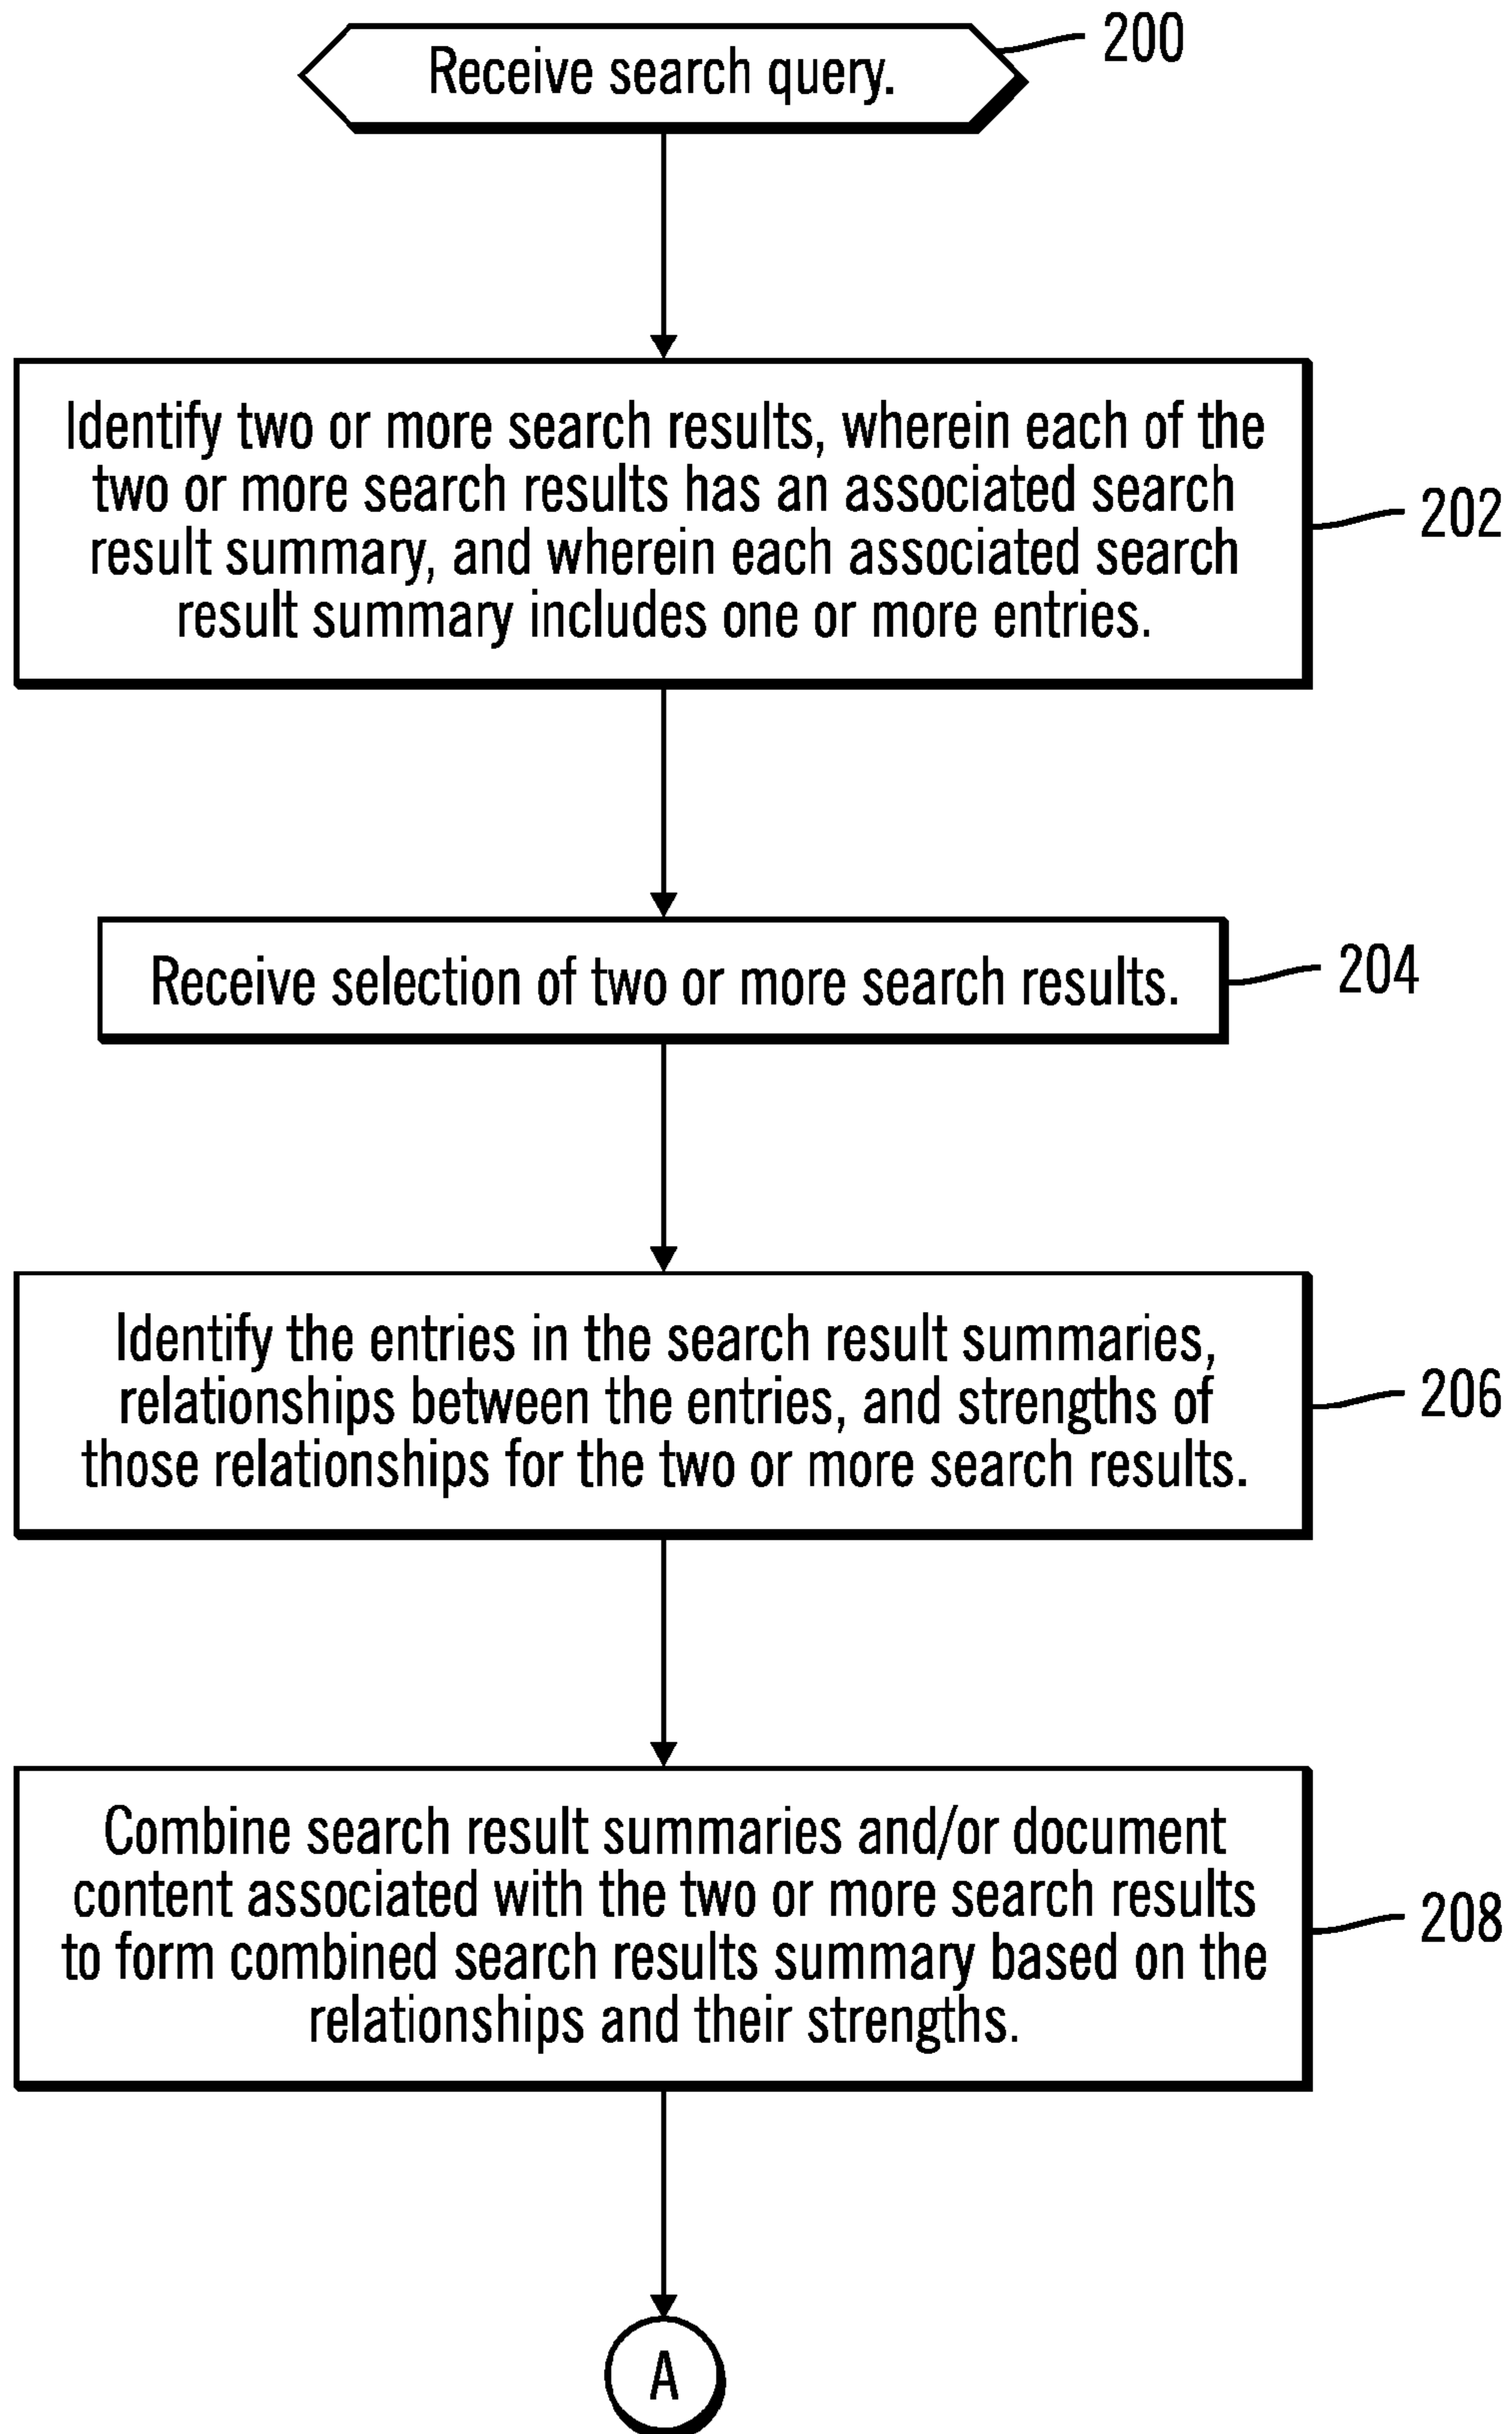 Receive search query.
200
Identify two or more search results, wherein each of the
two or more search results has an associated search
result summary, and wherein each associated search
result summary includes one or more entries.
202
Receive selection of two or more search results.
204
Identify the entries in the search result summaries,
relationships between the entries, and strengths of
those relationships for the two or more search results.
206
Combine search result summaries and/or document
content associated with the two or more search results
to form combined search results summary based on the
relationships and their strengths.
208
A